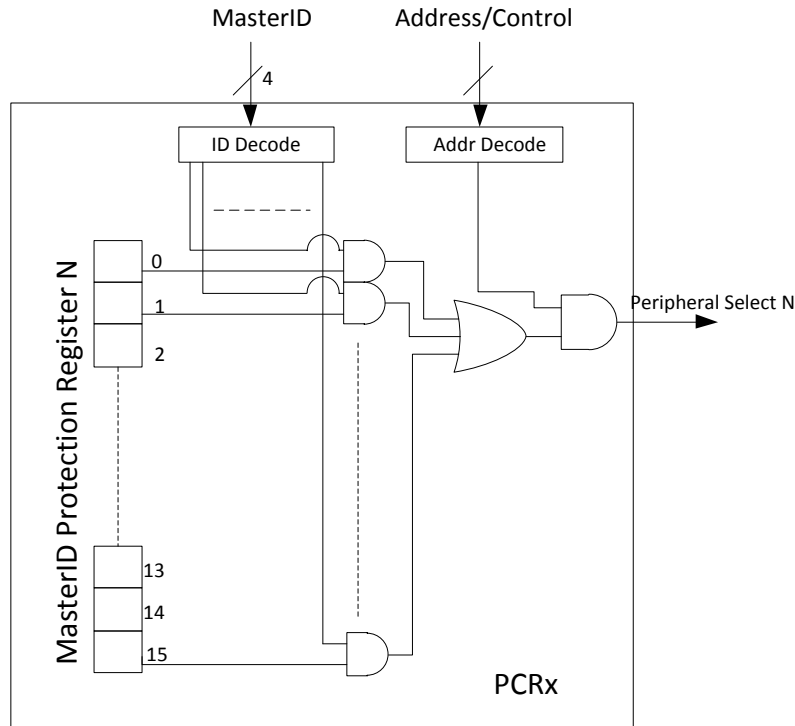 MasterID
Address/Control
4
ID Decode
Addr Decode
MasterID Protection Register N
0
1
2
13
14
15
Peripheral Select N
PCRx